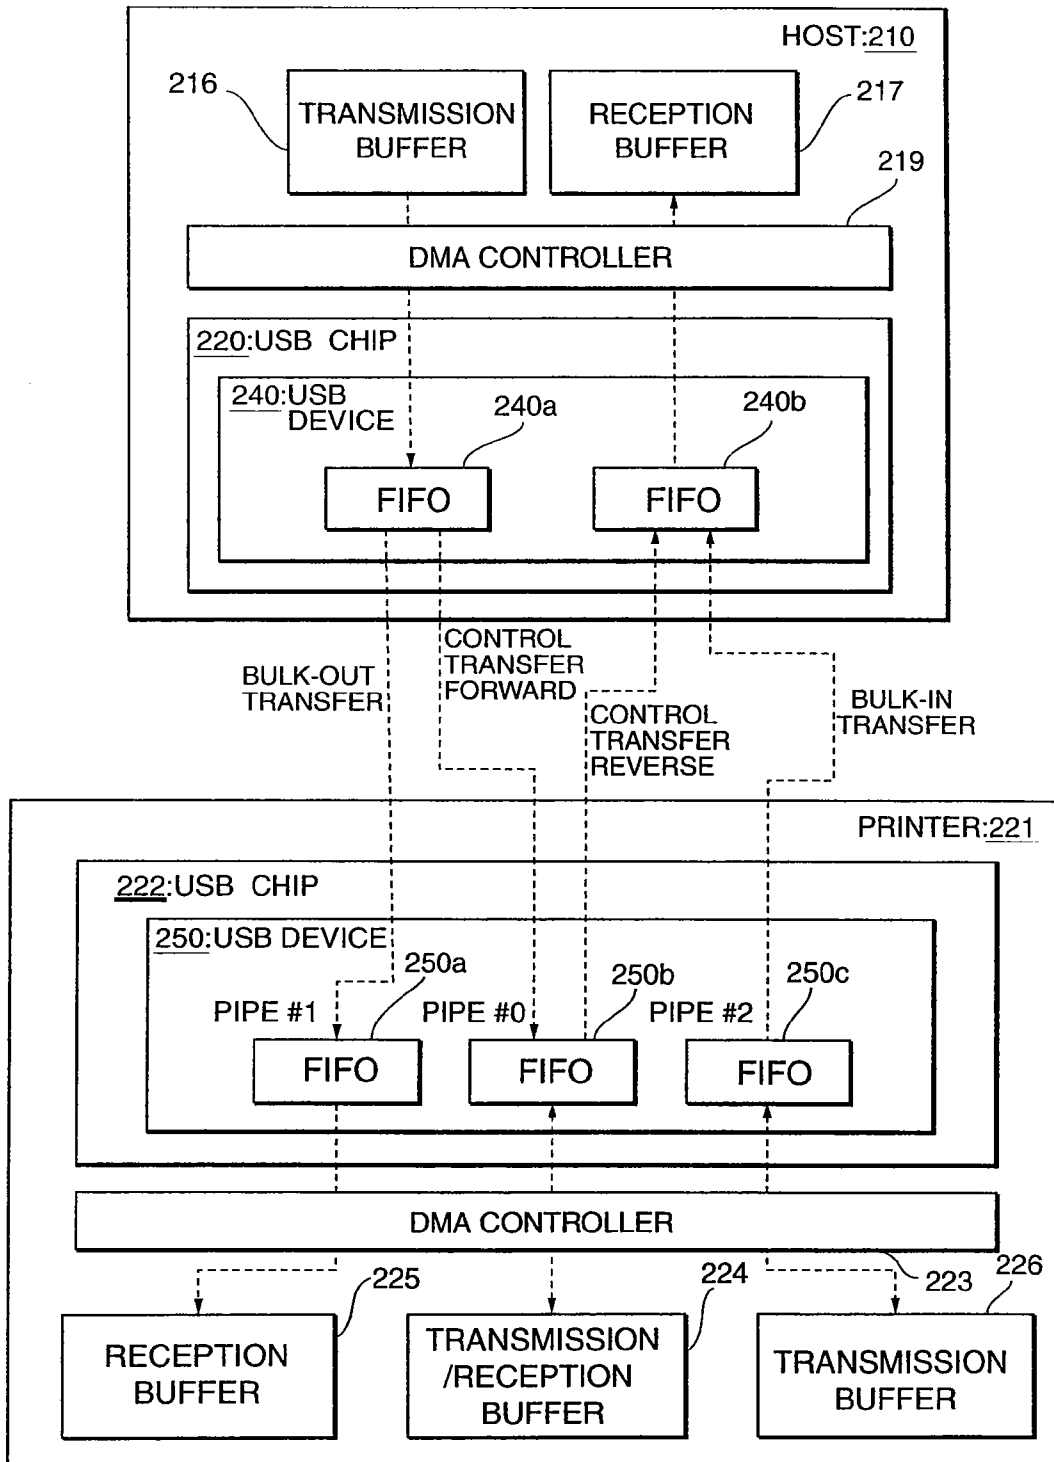 HOST:210
216
TRANSMISSION
BUFFER
RECEPTION
BUFFER
217
219
DMA CONTROLLER
220:USB CHIP
240:USB
DEVICE
240a
240b
FIFO
FIFO
BULK-OUT
TRANSFER
CONTROL
TRANSFER
FORWARD
CONTROL
TRANSFER
REVERSE
BULK-IN
TRANSFER
PRINTER:221
222:USB CHIP
250:USB DEVICE
250a
250b
250c
PIPE #1
PIPE #0
PIPE #2
FIFO
FIFO
FIFO
DMA CONTROLLER
225
224
223
226
RECEPTION
BUFFER
TRANSMISSION
/RECEPTION
BUFFER
TRANSMISSION
BUFFER